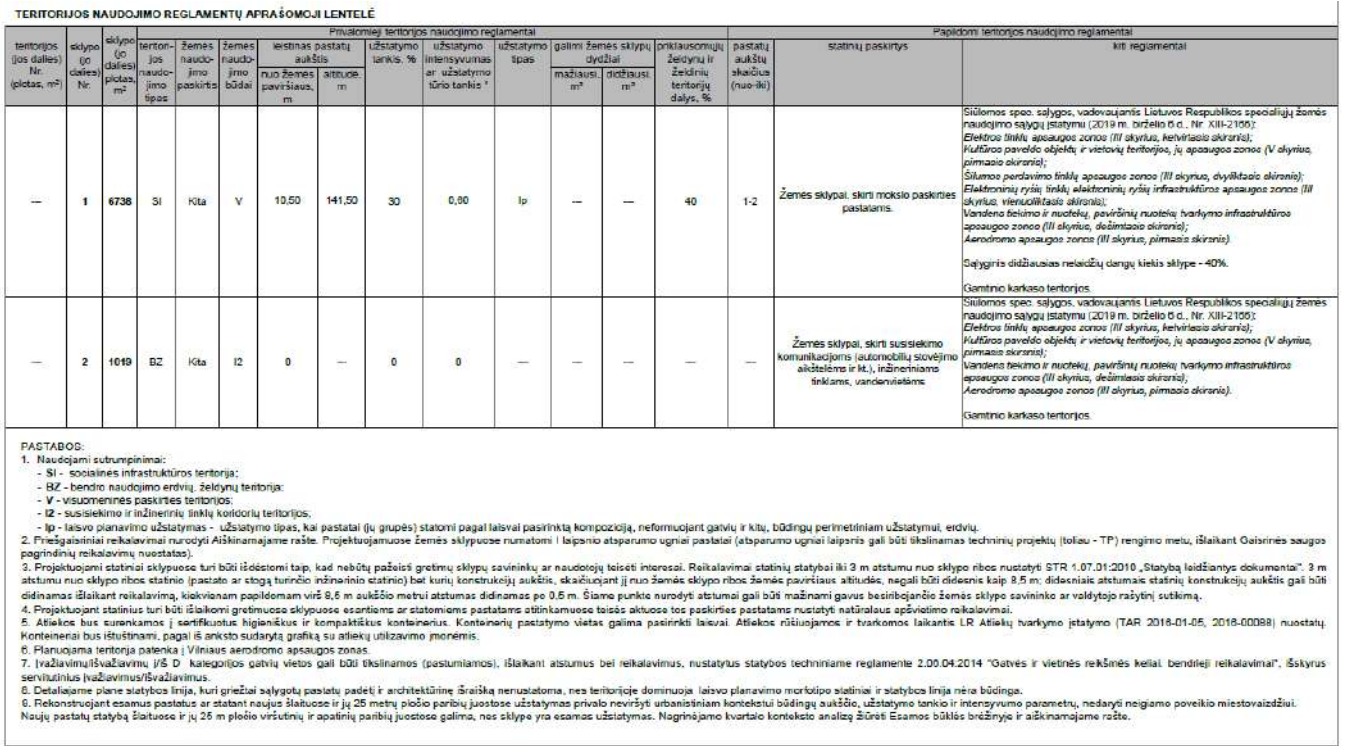 TERITORIJOS NAUDOJIMO REGLAMENTŲ APRAŠOMOJI LENTELĖ
Privalomieji teritorijos naudojimo reglamentai
Papildomi teritorijos naudojimo reglamentai
teritorijos (jos dalies) Nr. (plotas, m²)
sklypo (jo dalies) Nr.
sklypo (jo dalies) plotas, m²
teritorijos naudojimo tipas
žemės naudojimo paskirtis
žemės naudojimo būdai
leistinas pastatų aukštis
nuo žemės paviršiaus, m
altitudė, m
užstatymo tankis, %
užstatymo intensyvumas ar užstatymo tūrio tankis *
užstatymo tipas
galimi žemės sklypų dydžiai
mažiausi, m²
didžiausi, m²
priklausomųjų želdynų ir želdinių teritorijų dalys, %
pastatų aukštų skaičius (nuo-iki)
statinių paskirtys
kiti reglamentai
--- 1 6738 SI Kita V 10,50 141,50 30 0,60 lp --- --- 40 1-2
Žemės sklypai, skirti mokslo paskirties
pastatams.
Siūlomos spec. sąlygos, vadovaujantis Lietuvos Respublikos specialiųjų žemės
naudojimo sąlygų įstatymu (2019 m. birželio 6 d., Nr. XIII-2166):
Elektros tinklų apsaugos zonos (III skyrius, ketvirtasis skirsnis);
Kultūros paveldo objektų ir vietovių teritorijos, jų apsaugos zonos (V skyrius,
pirmasis skirsnis);
Šilumos perdavimo tinklų apsaugos zonos (III skyrius, dvyliktasis skirsnis);
Elektroninių ryšių tinklų elektroninių ryšių infrastruktūros apsaugos zonos (III
skyrius, vienuoliktasis skirsnis);
Vandens tiekimo ir nuotekų, paviršinių nuotekų tvarkymo infrastruktūros
apsaugos zonos (III skyrius, dešimtasis skirsnis);
Aerodromo apsaugos zonos (III skyrius, pirmasis skirsnis).
Sąlyginis didžiausias nelaidžių dangų kiekis sklype - 40%.
Gamtinio karkaso teritorijos.
--- 2 1019 BZ Kita I2 0 --- 0 0 --- --- --- --- ---
Žemės sklypai, skirti susisiekimo
komunikacijoms (automobilių stovėjimo
aikštelėms ir kt.), inžineriniams
tinklams, vandenvietėms
Siūlomos spec. sąlygos, vadovaujantis Lietuvos Respublikos specialiųjų žemės
naudojimo sąlygų įstatymu (2019 m. birželio 6 d., Nr. XIII-2166):
Elektros tinklų apsaugos zonos (III skyrius, ketvirtasis skirsnis);
Kultūros paveldo objektų ir vietovių teritorijos, jų apsaugos zonos (V skyrius,
pirmasis skirsnis);
Vandens tiekimo ir nuotekų, paviršinių nuotekų tvarkymo infrastruktūros
apsaugos zonos (III skyrius, dešimtasis skirsnis);
Aerodromo apsaugos zonos (III skyrius, pirmasis skirsnis).
Gamtinio karkaso teritorijos.
PASTABOS:
1. Naudojami sutrumpinimai:
- SI - socialinės infrastruktūros teritorija;
- BZ - bendro naudojimo erdvių, želdynų teritorija;
- V - visuomeninės paskirties teritorijos;
- I2 - susisiekimo ir inžinerinių tinklų koridorių teritorijos;
- lp - laisvo planavimo užstatymas - užstatymo tipas, kai pastatai (jų grupės) statomi pagal laisvai pasirinktą kompoziciją, neformuojant gatvių ir kitų, būdingų perimetriniam užstatymui, erdvių.
2. Priešgaisriniai reikalavimai nurodyti Aiškinamajame rašte. Projektuojamuose žemės sklypuose numatomi I laipsnio atsparumo ugniai pastatai (atsparumo ugniai laipsnis gali būti tikslinamas techninių projektų (toliau - TP) rengimo metu, išlaikant Gaisrinės saugos
pagrindinių reikalavimų nuostatas).
3. Projektuojami statiniai sklypuose turi būti išdėstomi taip, kad nebūtų pažeisti gretimų sklypų savininkų ar naudotojų teisėti interesai. Reikalavimai statinių statybai iki 3 m atstumu nuo sklypo ribos nustatyti STR 1.07.01:2010 „Statybą leidžiantys dokumentai". 3 m
atstumu nuo sklypo ribos statinio (pastato ar stogą turinčio inžinerinio statinio) bet kurių konstrukcijų aukštis, skaičiuojant jį nuo žemės sklypo ribos žemės paviršiaus altitudės, negali būti didesnis kaip 8,5 m; didesniais atstumais statinių konstrukcijų aukštis gali būti
didinamas išlaikant reikalavimą, kiekvienam papildomam virš 8,5 m aukščio metrui atstumas didinamas po 0,5 m. Šiame punkte nurodyti atstumai gali būti mažinami gavus besiribojančio žemės sklypo savininko ar valdytojo rašytinį sutikimą.
4. Projektuojant statinius turi būti išlaikomi gretimuose sklypuose esantiems ar statomiems pastatams atitinkamuose teisės aktuose tos paskirties pastatams nustatyti natūralaus apšvietimo reikalavimai.
5. Atliekos bus surenkamos į sertifikuotus higieniškus ir kompaktiškus konteinerius. Konteinerių pastatymo vietas galima pasirinkti laisvai. Atliekos rūšiuojamos ir tvarkomos laikantis LR Atliekų tvarkymo įstatymo (TAR 2016-01-05, 2016-00088) nuostatų.
Konteineriai bus ištuštinami, pagal iš anksto sudarytą grafiką su atliekų utilizavimo įmonėmis.
6. Planuojama teritorija patenka į Vilniaus aerodromo apsaugos zonas.
7. Įvažiavimų/išvažiavimų į/iš D kategorijos gatvių vietos gali būti tikslinamos (pastumiamos), išlaikant atstumus bei reikalavimus, nustatytus statybos techniniame reglamente 2.06.04.2014 "Gatvės ir vietinės reikšmės keliai. bendrieji reikalavimai", išskyrus
servitutinius įvažiavimus/išvažiavimus.
8. Detaliajame plane statybos linija, kuri griežtai sąlygotų pastatų padėtį ir architektūrinę išraišką nenustatoma, nes teritorijoje dominuoja laisvo planavimo morfotipo statiniai ir statybos linija nėra būdinga.
9. Rekonstruojant esamus pastatus ar statant naujus šlaituose ir jų 25 metrų pločio paribių juostose užstatymas privalo neviršyti urbanistiniam kontekstui būdingų aukščio, užstatymo tankio ir intensyvumo parametrų, nedaryti neigiamo poveikio miestovaizdžiui.
Naujų pastatų statybą šlaituose ir jų 25 m pločio viršutinių ir apatinių paribių juostose galima, nes sklype yra esamas užstatymas. Nagrinėjamo kvartalo konteksto analizę žiūrėti Esamos būklės brėžinyje ir aiškinamajame rašte.